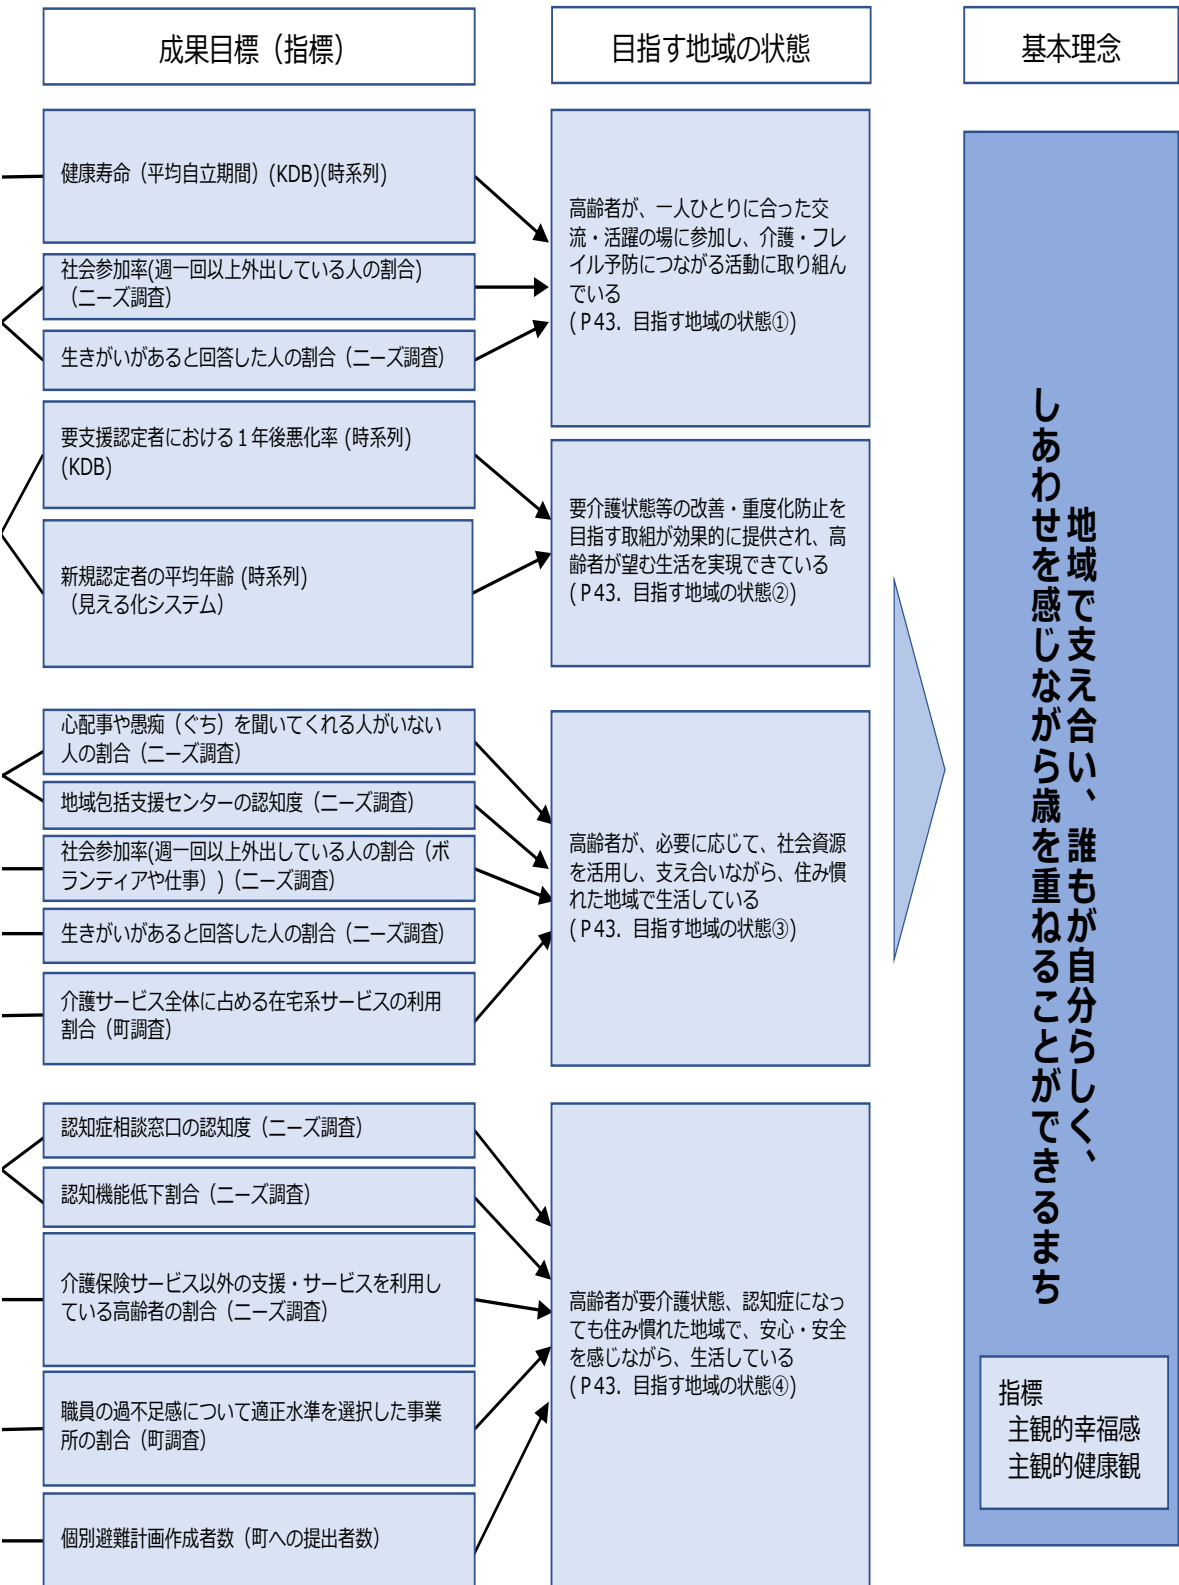 成果目標（指標）
目指す地域の状態
基本理念
健康寿命（平均自立期間）(KDB)(時系列)
社会参加率(週一回以上外出している人の割合)
（ニーズ調査）
生きがいがあると回答した人の割合（ニーズ調査）
高齢者が、一人ひとりに合った交
流・活躍の場に参加し、介護・フレ
イル予防につながる活動に取り組ん
でいる
(P43. 目指す地域の状態①)
要支援認定者における１年後悪化率 (時系列)
(KDB)
新規認定者の平均年齢 (時系列)
（見える化システム）
要介護状態等の改善・重度化防止を
目指す取組が効果的に提供され、高
齢者が望む生活を実現できている
(P43. 目指す地域の状態②)
心配事や愚痴（ぐち）を聞いてくれる人がいない
人の割合（ニーズ調査）
地域包括支援センターの認知度（ニーズ調査）
社会参加率(週一回以上外出している人の割合（ボ
ランティアや仕事）)（ニーズ調査）
生きがいがあると回答した人の割合（ニーズ調査）
介護サービス全体に占める在宅系サービスの利用
割合（町調査）
高齢者が、必要に応じて、社会資源
を活用し、支え合いながら、住み慣
れた地域で生活している
(P43. 目指す地域の状態③)
認知症相談窓口の認知度（ニーズ調査）
認知機能低下割合（ニーズ調査）
介護保険サービス以外の支援・サービスを利用し
ている高齢者の割合（ニーズ調査）
職員の過不足感について適正水準を選択した事業
所の割合（町調査）
個別避難計画作成者数（町への提出者数）
高齢者が要介護状態、認知症になっ
ても住み慣れた地域で、安心・安全
を感じながら、生活している
(P43. 目指す地域の状態④)
地域で支え合い、誰もが自分らしく、
しあわせを感じながら歳を重ねることができるまち
指標
主観的幸福感
主観的健康観